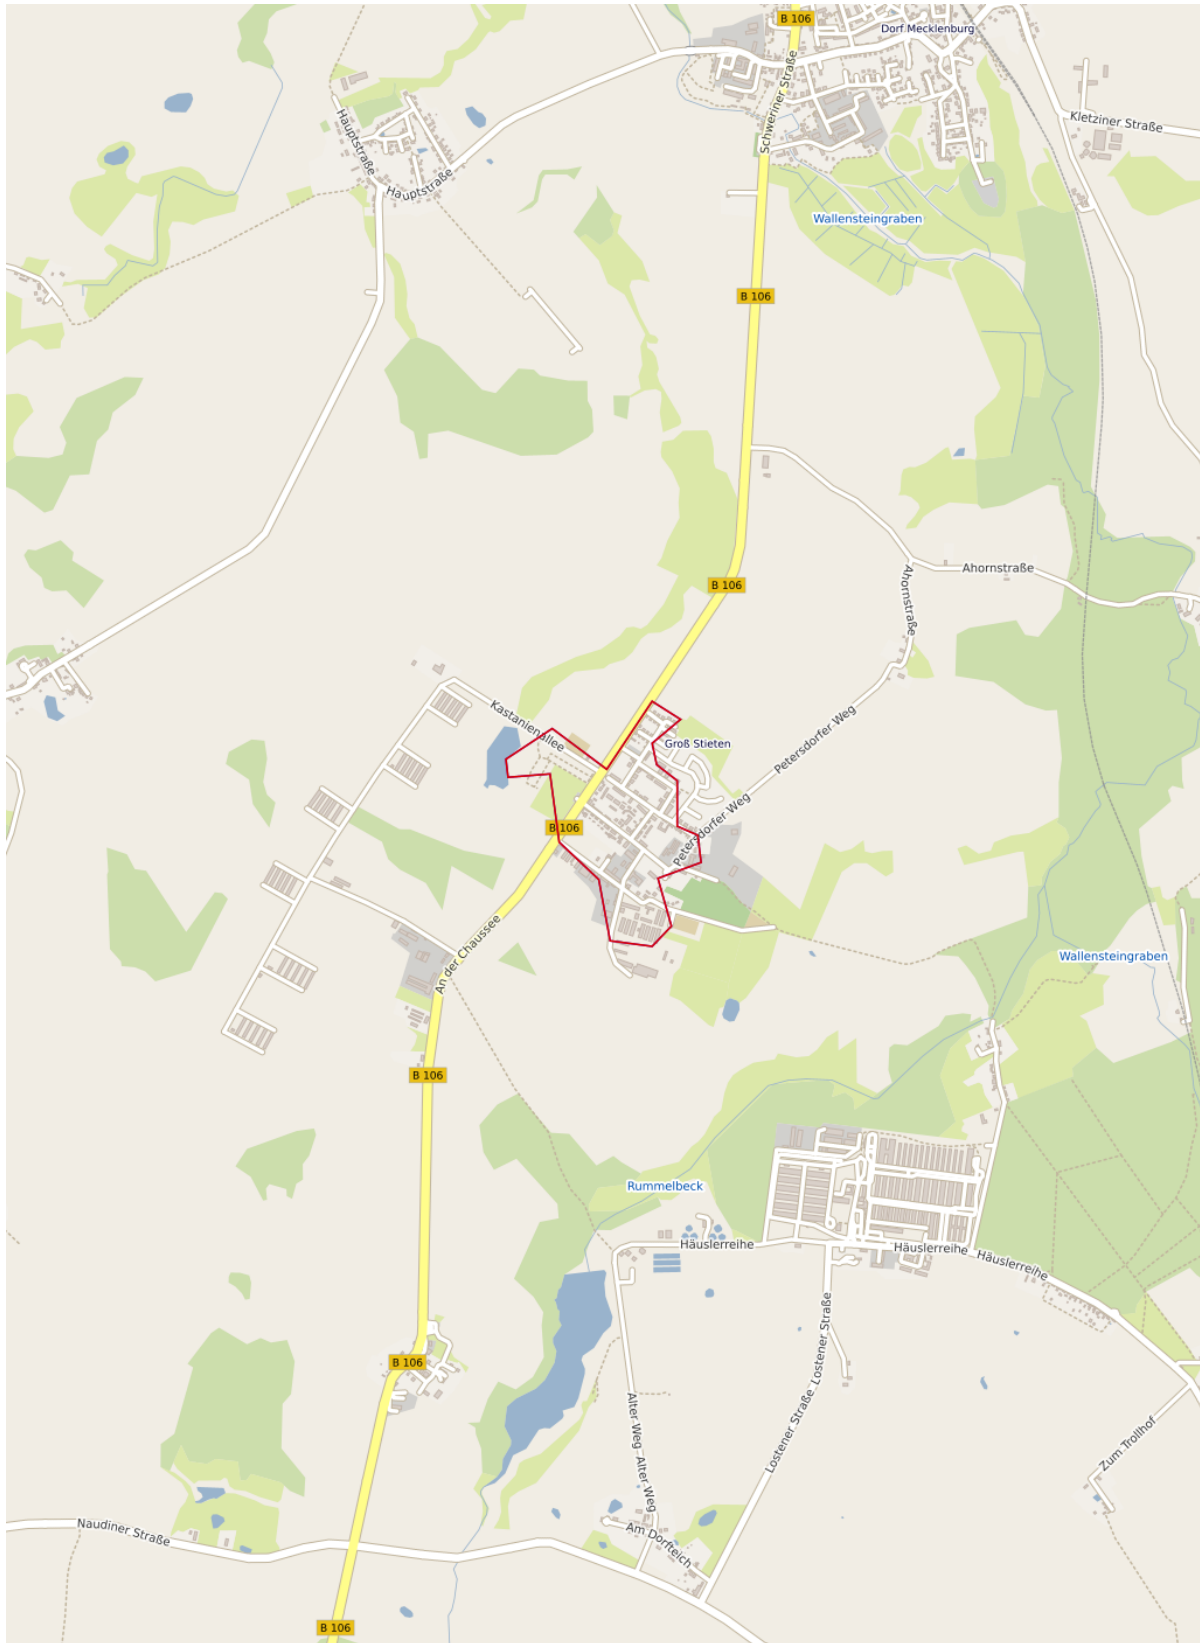 B 106
Dorf Mecklenburg
Schweriner Straße
Kletziner Straße
Hauptstraße
Hauptstraße
Wallensteingraben
B 106
Ahornstraße
B 106
Ahornstraße
Kastanienallee
Petersdorfer Weg
Groß Stieten
B 106
Petersdorfer Weg
An der Chaussee
Wallensteingraben
B 106
Rummelbeck
Häuslerreihe
Häuslerreihe
Häuslerreihe
Lostener Straße
B 106
Lostener Straße
Alter Weg
Alter Weg
Zum Trollhof
Naudiner Straße
Am Dorfteich
B 106